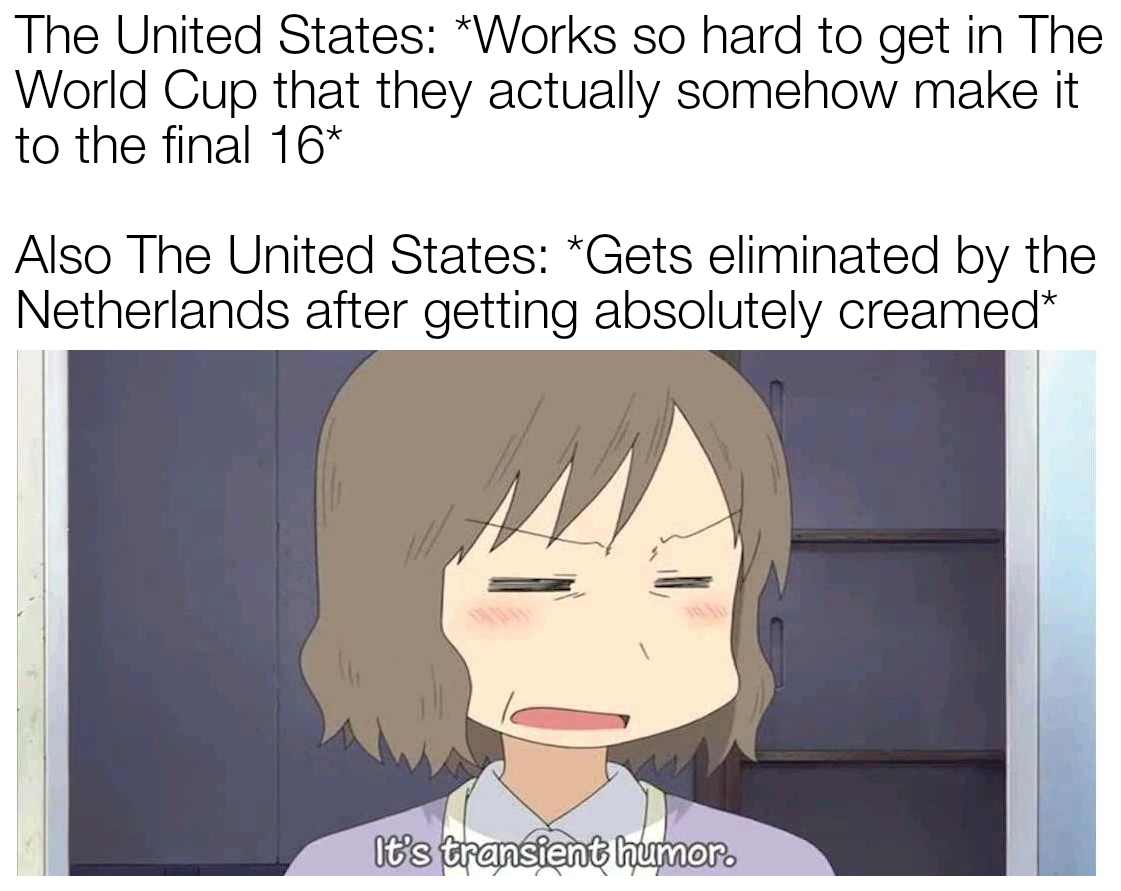 The United States: *Works so hard to get in The
World Cup that they actually somehow make it
to the final 16*
Also The United States: *Gets eliminated by the
Netherlands after getting absolutely creamed*
It's transient humor.